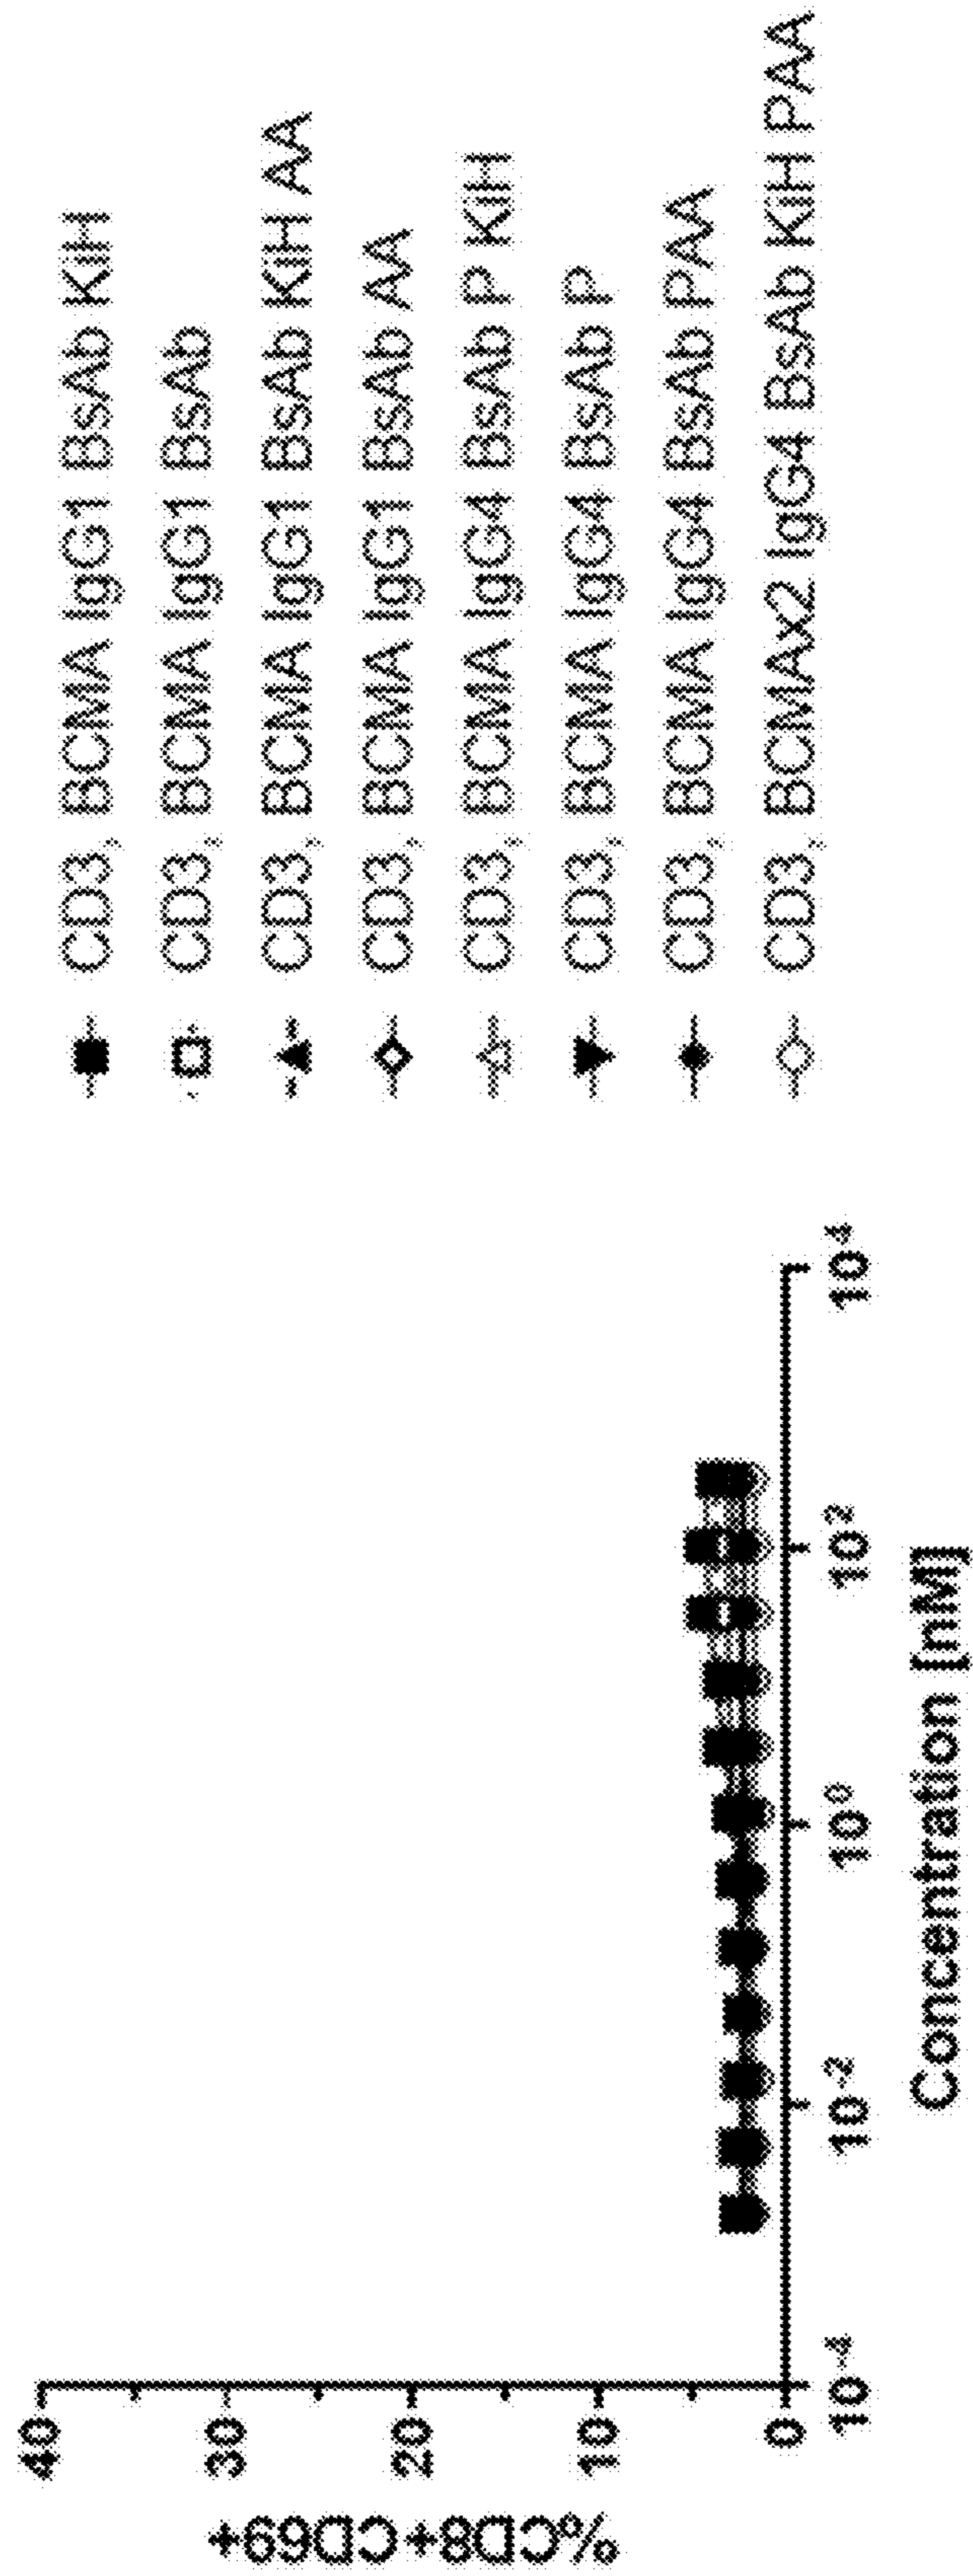 %CD8+CD69+
40
30
20
10
0
10⁻⁴
10⁻²
10⁰
10²
10⁴
Concentration [nM]
CD3, BCMA IgG1 BsAb KiH
CD3, BCMA IgG1 BsAb
CD3, BCMA IgG1 BsAb KiH AA
CD3, BCMA IgG1 BsAb AA
CD3, BCMA IgG4 BsAb P KiH
CD3, BCMA IgG4 BsAb P
CD3, BCMA IgG4 BsAb PAA
CD3, BCMAx2 IgG4 BsAb KiH PAA